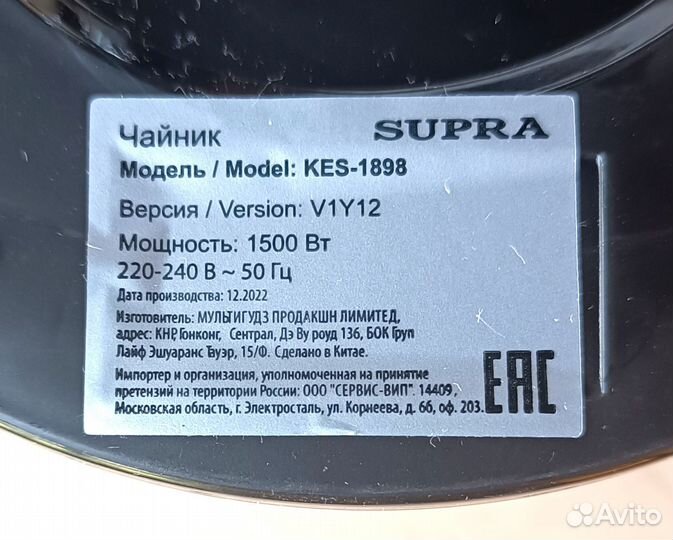 Чайник SUPRA
Модель / Model: KES-1898
Версия / Version: V1Y12
Мощность: 1500 Вт
220-240 В ~ 50 Гц
Дата производства: 12.2022
Изготовитель: МУЛЬТИГУДЗ ПРОДАКШН ЛИМИТЕД,
адрес: КНР, Гонконг, Сентрал, Дэ Ву роуд 136, БОК Груп
Лайф Эшуаранс Тауэр, 15/Ф. Сделано в Китае.
Импортер и организация, уполномоченная на принятие
претензий на территории России: ООО "СЕРВИС-ВИП". 14409,
Московская область, г. Электросталь, ул. Корнеева, д. 6б, оф. 203.
EAC
Avito